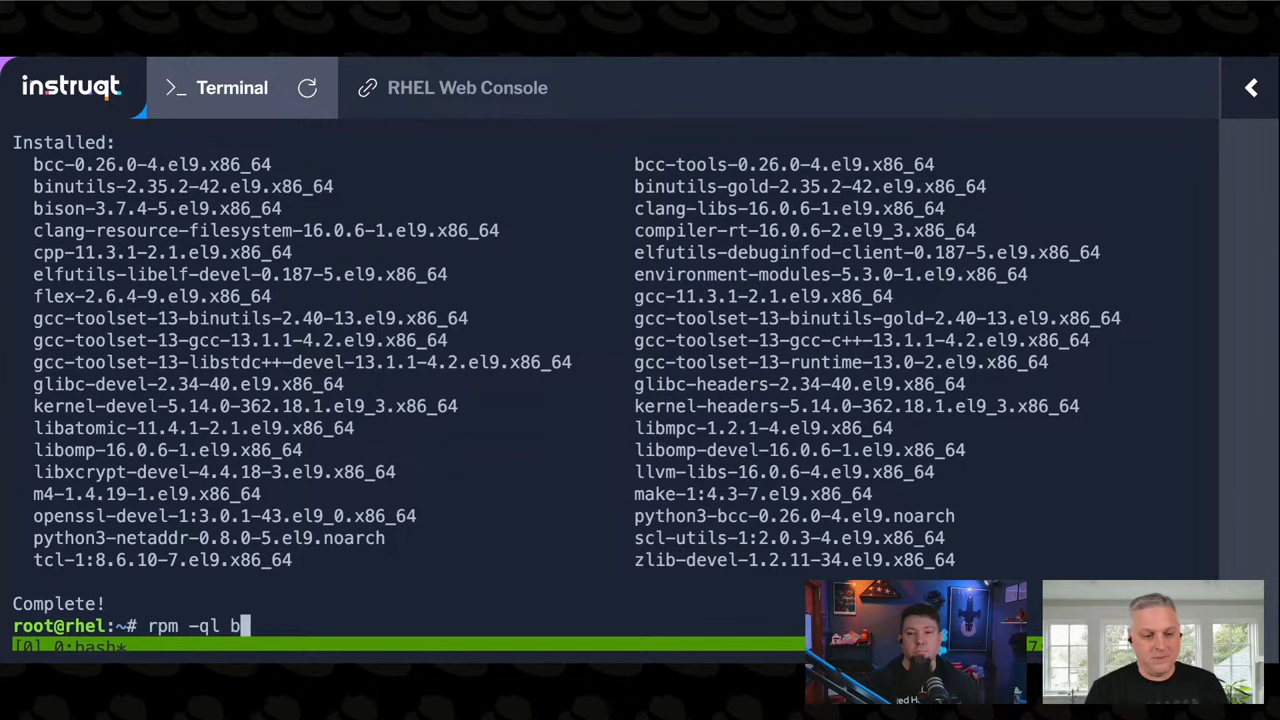 instruqt
>_ Terminal
RHEL Web Console
Installed:
bcc-0.26.0-4.el9.x86_64 bcc-tools-0.26.0-4.el9.x86_64
binutils-2.35.2-42.el9.x86_64 binutils-gold-2.35.2-42.el9.x86_64
bison-3.7.4-5.el9.x86_64 clang-libs-16.0.6-1.el9.x86_64
clang-resource-filesystem-16.0.6-1.el9.x86_64 compiler-rt-16.0.6-2.el9_3.x86_64
cpp-11.3.1-2.1.el9.x86_64 elfutils-debuginfod-client-0.187-5.el9.x86_64
elfutils-libelf-devel-0.187-5.el9.x86_64 environment-modules-5.3.0-1.el9.x86_64
flex-2.6.4-9.el9.x86_64 gcc-11.3.1-2.1.el9.x86_64
gcc-toolset-13-binutils-2.40-13.el9.x86_64 gcc-toolset-13-binutils-gold-2.40-13.el9.x86_64
gcc-toolset-13-gcc-13.1.1-4.2.el9.x86_64 gcc-toolset-13-gcc-c++-13.1.1-4.2.el9.x86_64
gcc-toolset-13-libstdc++-devel-13.1.1-4.2.el9.x86_64 gcc-toolset-13-runtime-13.0-2.el9.x86_64
glibc-devel-2.34-40.el9.x86_64 glibc-headers-2.34-40.el9.x86_64
kernel-devel-5.14.0-362.18.1.el9_3.x86_64 kernel-headers-5.14.0-362.18.1.el9_3.x86_64
libatomic-11.4.1-2.1.el9.x86_64 libmpc-1.2.1-4.el9.x86_64
libomp-16.0.6-1.el9.x86_64 libomp-devel-16.0.6-1.el9.x86_64
libxcrypt-devel-4.4.18-3.el9.x86_64 llvm-libs-16.0.6-1.el9.x86_64
m4-1.4.19-1.el9.x86_64 make-1:4.3-7.el9.x86_64
openssl-devel-1:3.0.1-43.el9_0.x86_64 python3-bcc-0.26.0-4.el9.noarch
python3-netaddr-0.8.0-5.el9.noarch scl-utils-1:2.0.3-4.el9.x86_64
tcl-1:8.6.10-7.el9.x86_64 zlib-devel-1.2.11-34.el9.x86_64
Complete!
root@rhel:~# rpm -ql b
[0] 0:bash*